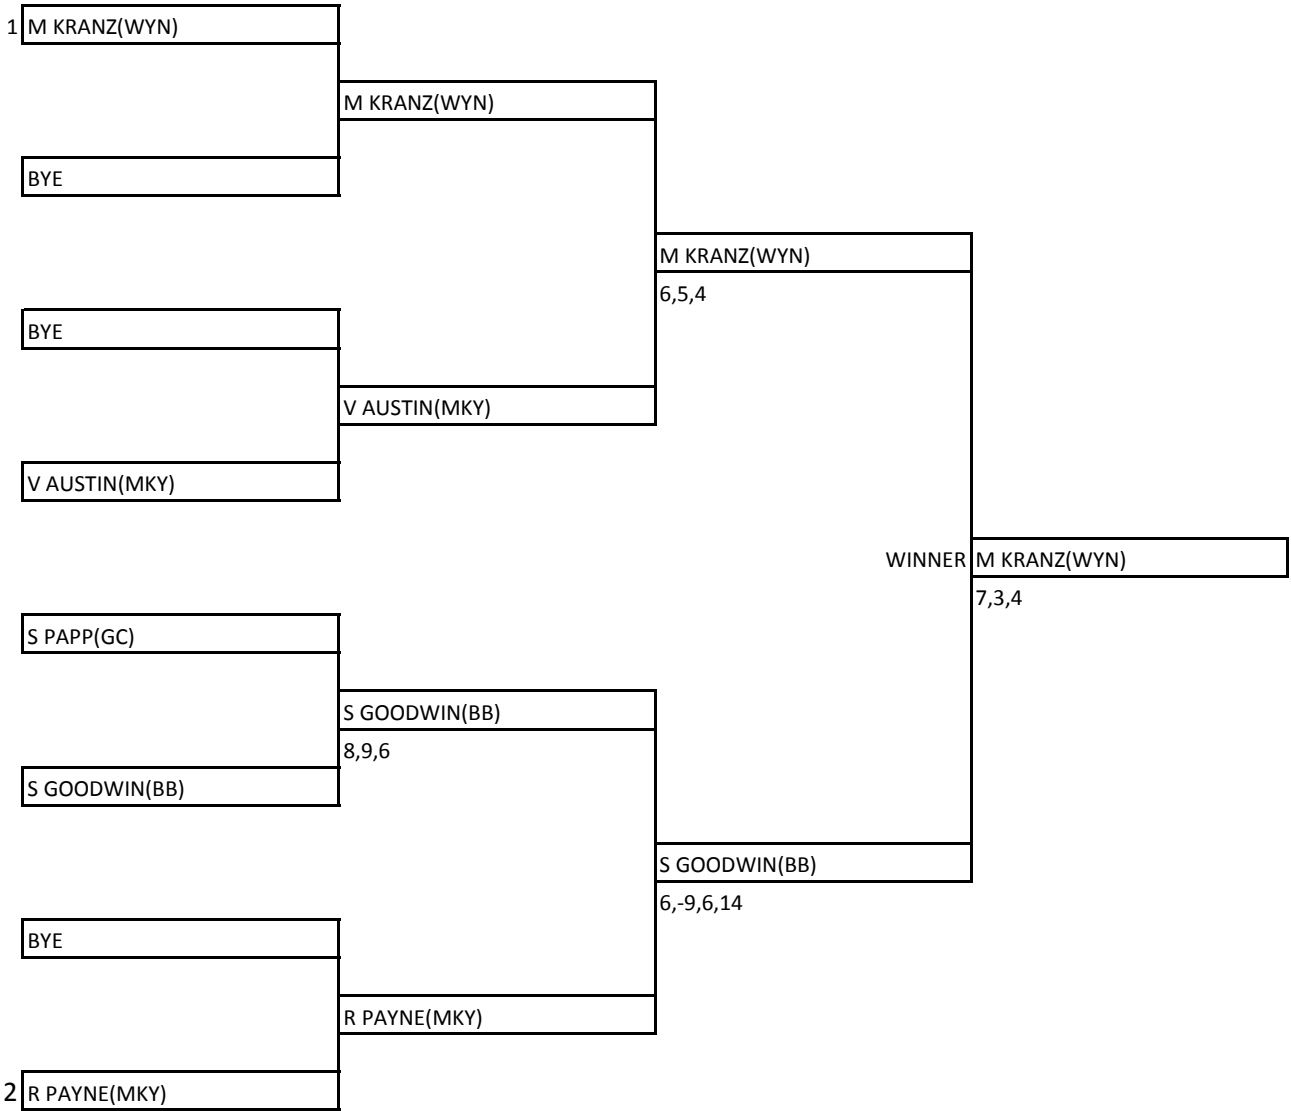 1 M KRANZ(WYN)
M KRANZ(WYN)
BYE
M KRANZ(WYN)
6,5,4
BYE
V AUSTIN(MKY)
V AUSTIN(MKY)
WINNER M KRANZ(WYN)
7,3,4
S PAPP(GC)
S GOODWIN(BB)
8,9,6
S GOODWIN(BB)
S GOODWIN(BB)
6,-9,6,14
BYE
R PAYNE(MKY)
2 R PAYNE(MKY)